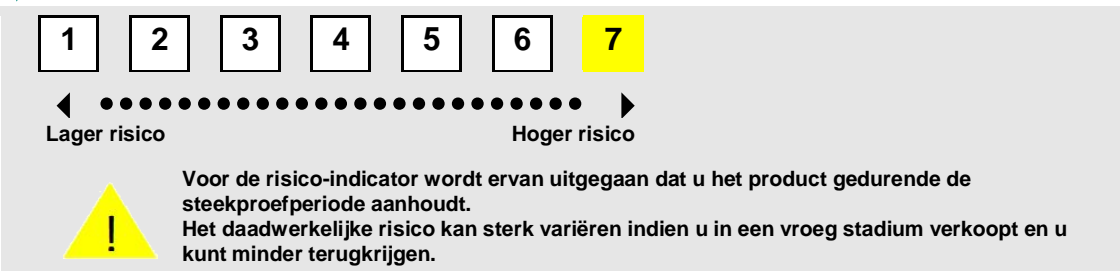 1 2 3 4 5 6 7
Lager risico Hoger risico
Voor de risico-indicator wordt ervan uitgegaan dat u het product gedurende de
steekproefperiode aanhoudt.
Het daadwerkelijke risico kan sterk variëren indien u in een vroeg stadium verkoopt en u
! kunt minder terugkrijgen.